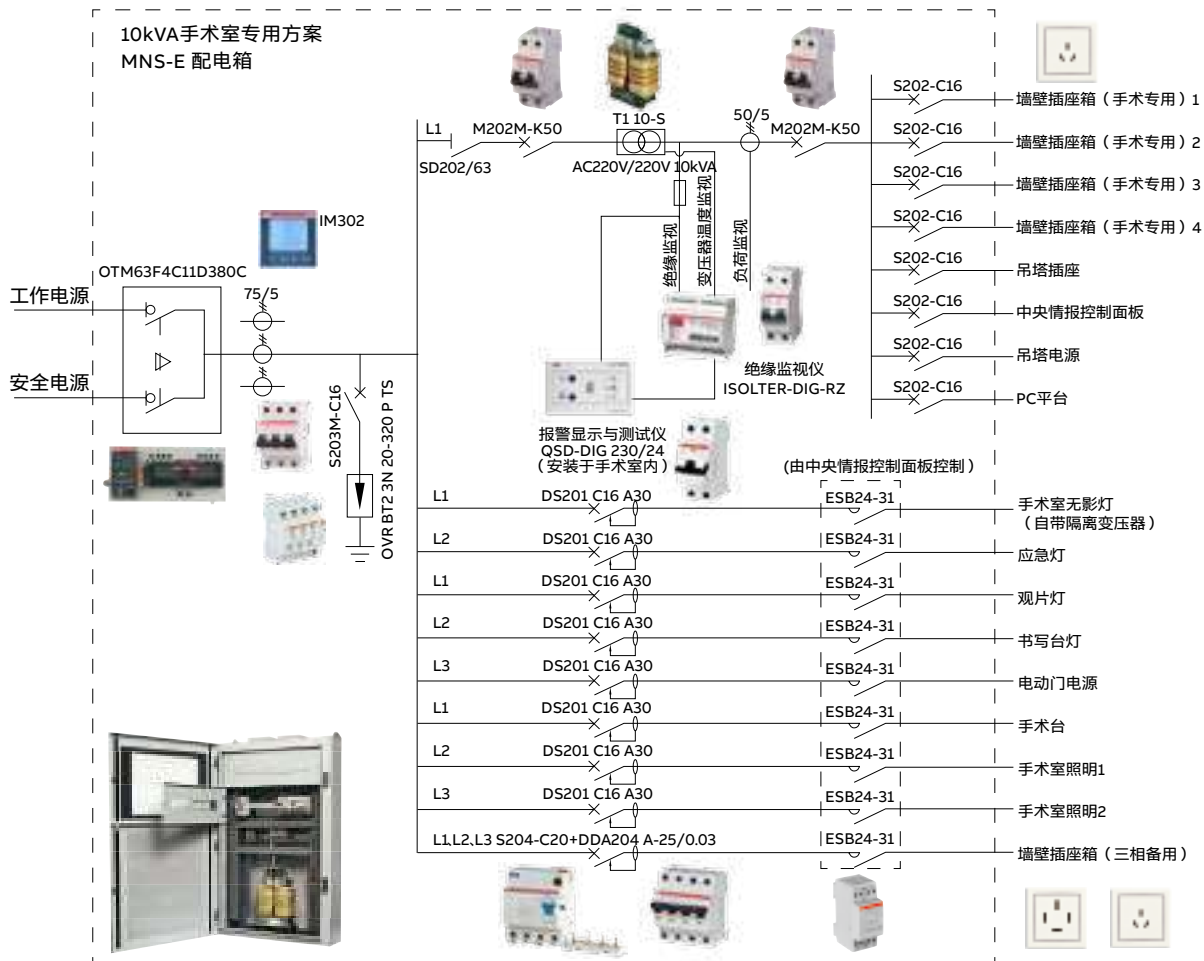 10kVA手术室专用方案
MNS-E 配电箱
L1
SD202/63
M202M-K50
T1 10-S
AC220V/220V 10kVA
50/5
M202M-K50
绝缘监视
变压器温度监视
负荷监视
S202-C16
墙壁插座箱（手术专用）1
S202-C16
墙壁插座箱（手术专用）2
S202-C16
墙壁插座箱（手术专用）3
S202-C16
墙壁插座箱（手术专用）4
S202-C16
吊塔插座
S202-C16
中央情报控制面板
S202-C16
吊塔电源
S202-C16
PC平台
IM302
OTM63F4C11D380C
工作电源
安全电源
75/5
S203M-C16
OVR BT2 3N 20-320 P TS
绝缘监视仪
ISOLTER-DIG-RZ
报警显示与测试仪
QSD-DIG 230/24
（安装于手术室内）
(由中央情报控制面板控制）
L1
DS201 C16 A30
ESB24-31
手术室无影灯
（自带隔离变压器）
L2
DS201 C16 A30
ESB24-31
应急灯
L1
DS201 C16 A30
ESB24-31
观片灯
L2
DS201 C16 A30
ESB24-31
书写台灯
L3
DS201 C16 A30
ESB24-31
电动门电源
L1
DS201 C16 A30
ESB24-31
手术台
L2
DS201 C16 A30
ESB24-31
手术室照明1
L3
DS201 C16 A30
ESB24-31
手术室照明2
L1、L2、L3 S204-C20+DDA204 A-25/0.03
ESB24-31
墙壁插座箱（三相备用）